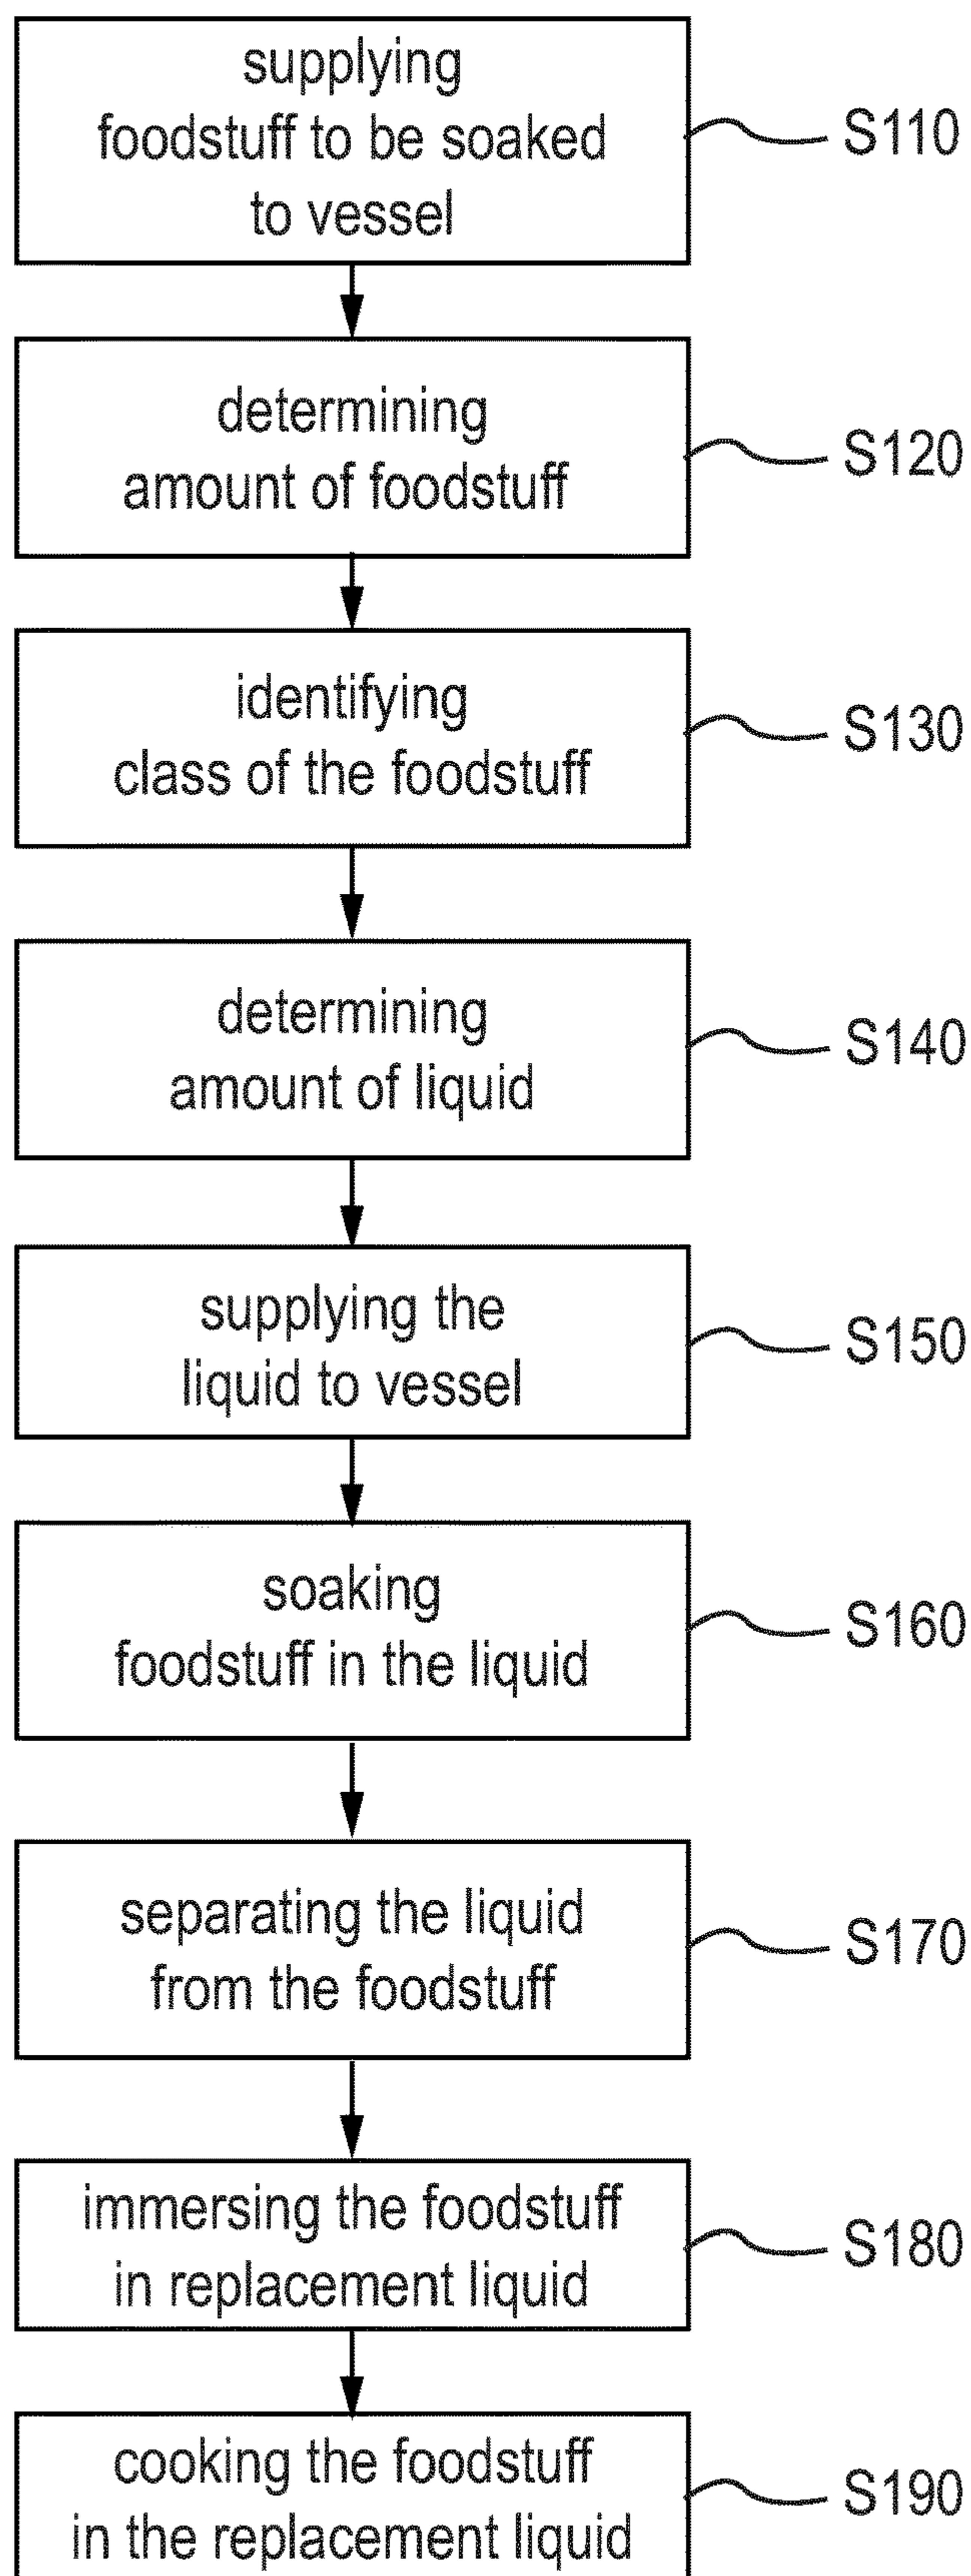 supplying
foodstuff to be soaked
to vessel
S110
determining
amount of foodstuff
S120
identifying
class of the foodstuff
S130
determining
amount of liquid
S140
supplying the
liquid to vessel
S150
soaking
foodstuff in the liquid
S160
separating the liquid
from the foodstuff
S170
immersing the foodstuff
in replacement liquid
S180
cooking the foodstuff
in the replacement liquid
S190